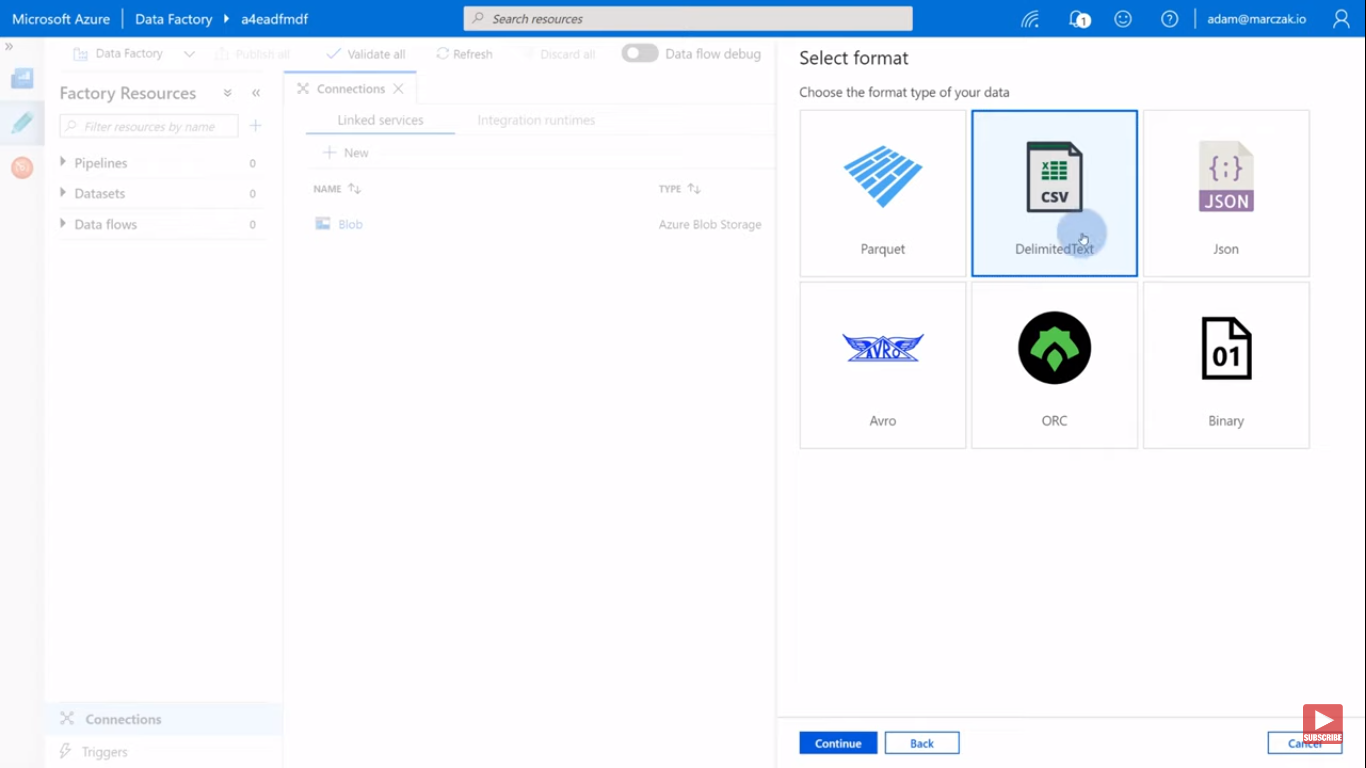 Microsoft Azure
Data Factory
a4eadfmdf
Search resources
1
adam@marczak.io
Data Factory
Publish all
Validate all
Refresh
Discard all
Data flow debug
Factory Resources
Filter resources by name
Pipelines 0
Datasets 0
Data flows 0
Connections
Triggers
Connections
Linked services
Integration runtimes
New
NAME
TYPE
Blob
Azure Blob Storage
Select format
Choose the format type of your data
Parquet
CSV
DelimitedText
{;}
JSON
Json
AVRO
Avro
ORC
01
Binary
Continue
Back
Cancel
SUBSCRIBE